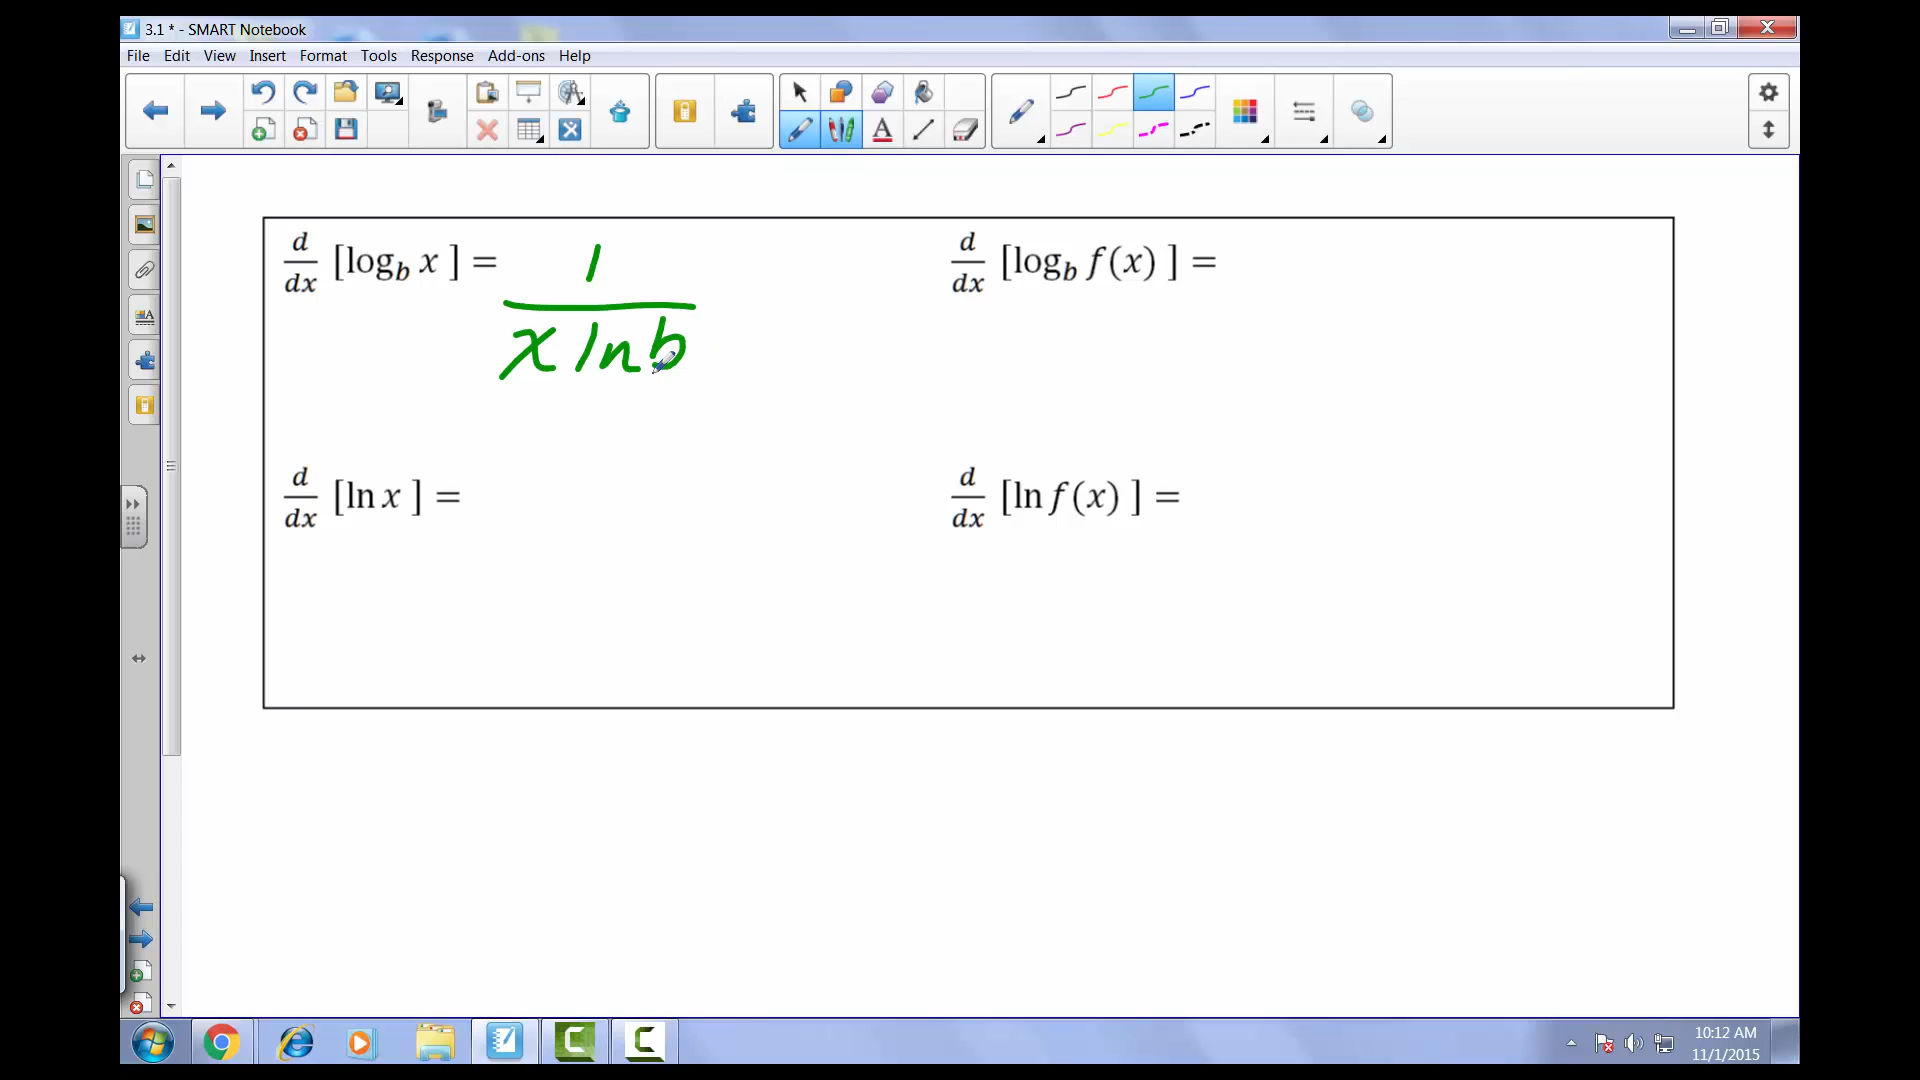 3.1 * - SMART Notebook
File Edit View Insert Format Tools Response Add-ons Help
d/dx [log_b x ] = 1/(x ln b)
d/dx [log_b f(x) ] =
d/dx [ln x ] =
d/dx [ln f(x) ] =
10:12 AM
11/1/2015